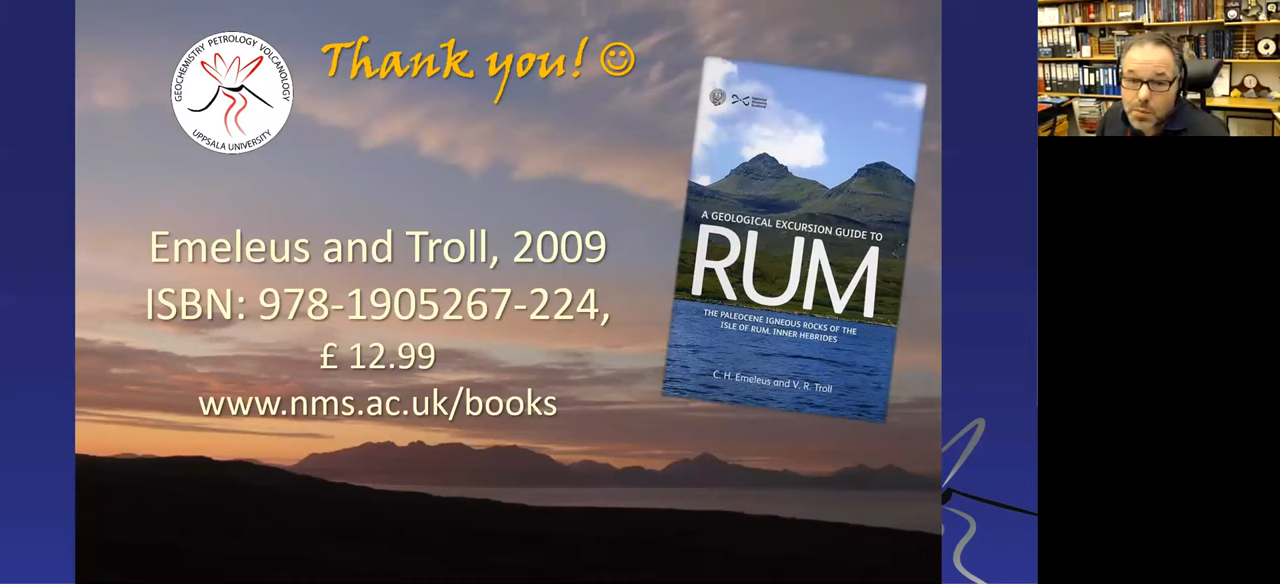 GEOCHEMISTRY PETROLOGY VOLCANOLOGY
UPPSALA UNIVERSITY
Thank you! ☺
Emeleus and Troll, 2009
ISBN: 978-1905267-224,
£ 12.99
www.nms.ac.uk/books
A GEOLOGICAL EXCURSION GUIDE TO
RUM
THE PALEOCENE IGNEOUS ROCKS OF THE
ISLE OF RUM, INNER HEBRIDES
C. H. Emeleus and V. R. Troll